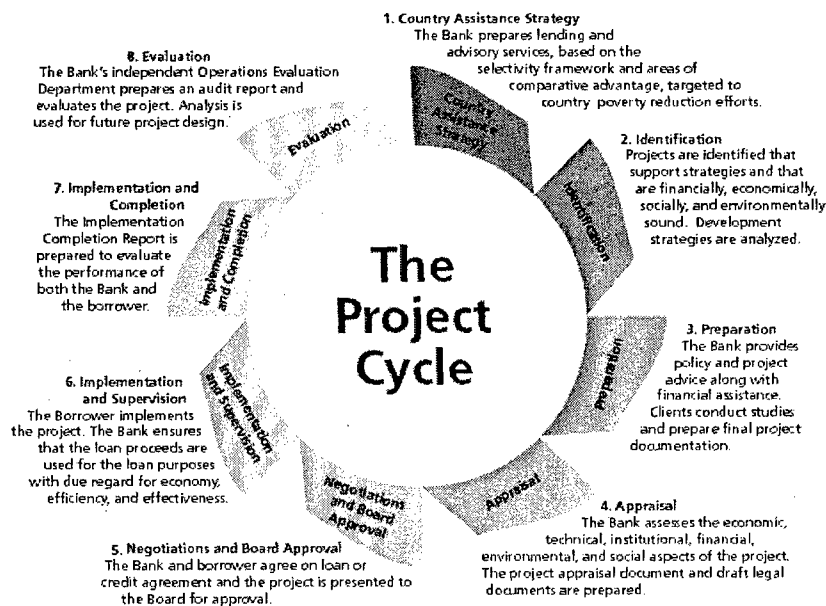 1. Country Assistance Strategy
The Bank prepares lending and
advisory services, based on the
selectivity framework and areas of
comparative advantage, targeted to
country poverty reduction efforts.
Country
Assistance
Strategy
2. Identification
Projects are identified that
support strategies and that
are financially, economically,
socially, and environmentally
sound. Development
strategies are analyzed.
Identification
3. Preparation
The Bank provides
policy and project
advice along with
financial assistance.
Clients conduct studies
and prepare final project
documentation.
Preparation
4. Appraisal
The Bank assesses the economic,
technical, institutional, financial,
environmental, and social aspects of the project.
The project appraisal document and draft legal
documents are prepared.
Appraisal
5. Negotiations and Board Approval
The Bank and borrower agree on loan or
credit agreement and the project is presented to
the Board for approval.
Negotiations
and Board
Approval
6. Implementation
and Supervision
The Borrower implements
the project. The Bank ensures
that the loan proceeds are
used for the loan purposes
with due regard for economy,
efficiency, and effectiveness.
Implementation
and Supervision
7. Implementation and
Completion
The Implementation
Completion Report is
prepared to evaluate
the performance of
both the Bank and
the borrower.
Implementation
and Completion
8. Evaluation
The Bank's independent Operations Evaluation
Department prepares an audit report and
evaluates the project. Analysis is
used for future project design.
Evaluation
The
Project
Cycle